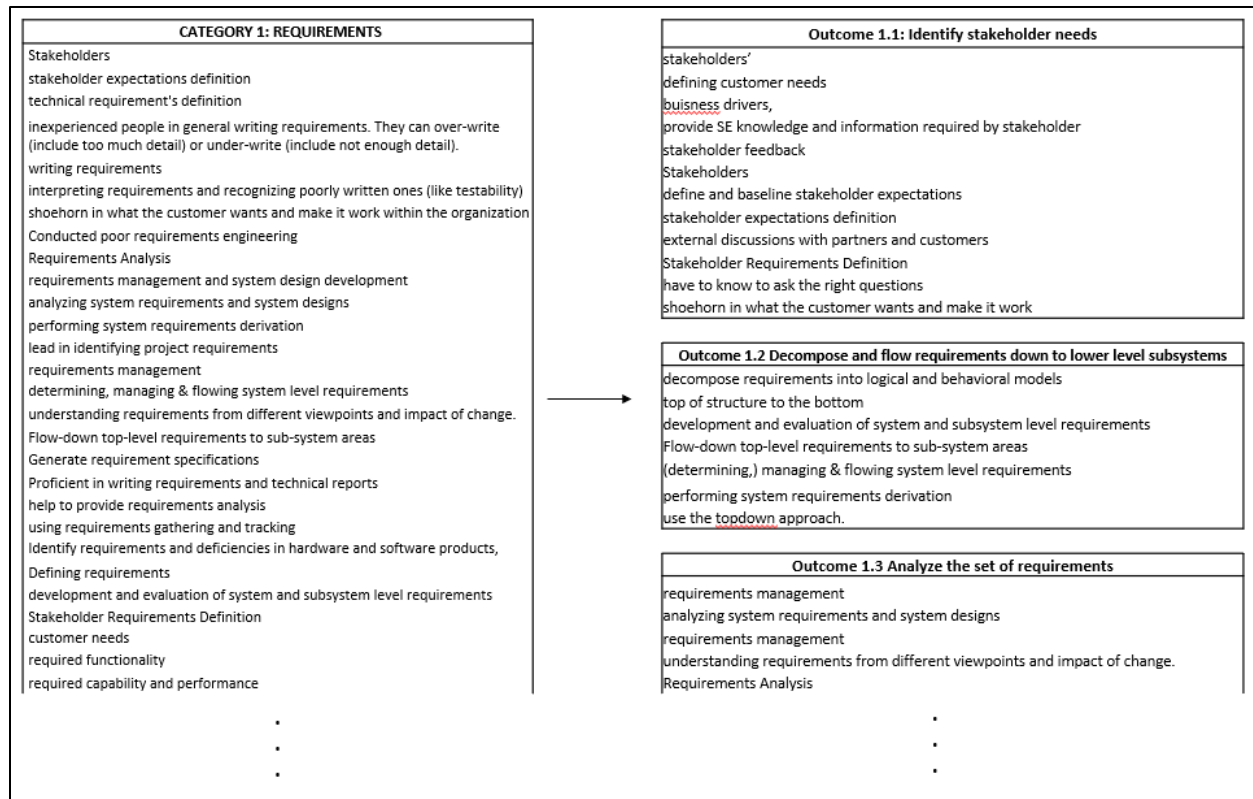 CATEGORY 1: REQUIREMENTS
Stakeholders
stakeholder expectations definition
technical requirement's definition
inexperienced people in general writing requirements. They can over-write
(include too much detail) or under-write (include not enough detail).
writing requirements
interpreting requirements and recognizing poorly written ones (like testability)
shoehorn in what the customer wants and make it work within the organization
Conducted poor requirements engineering
Requirements Analysis
requirements management and system design development
analyzing system requirements and system designs
performing system requirements derivation
lead in identifying project requirements
requirements management
determining, managing & flowing system level requirements
understanding requirements from different viewpoints and impact of change.
Flow-down top-level requirements to sub-system areas
Generate requirement specifications
Proficient in writing requirements and technical reports
help to provide requirements analysis
using requirements gathering and tracking
Identify requirements and deficiencies in hardware and software products,
Defining requirements
development and evaluation of system and subsystem level requirements
Stakeholder Requirements Definition
customer needs
required functionality
required capability and performance
Outcome 1.1: Identify stakeholder needs
stakeholders’
defining customer needs
buisness drivers,
provide SE knowledge and information required by stakeholder
stakeholder feedback
Stakeholders
define and baseline stakeholder expectations
stakeholder expectations definition
external discussions with partners and customers
Stakeholder Requirements Definition
have to know to ask the right questions
shoehorn in what the customer wants and make it work
Outcome 1.2 Decompose and flow requirements down to lower level subsystems
decompose requirements into logical and behavioral models
top of structure to the bottom
development and evaluation of system and subsystem level requirements
Flow-down top-level requirements to sub-system areas
(determining,) managing & flowing system level requirements
performing system requirements derivation
use the topdown approach.
Outcome 1.3 Analyze the set of requirements
requirements management
analyzing system requirements and system designs
requirements management
understanding requirements from different viewpoints and impact of change.
Requirements Analysis